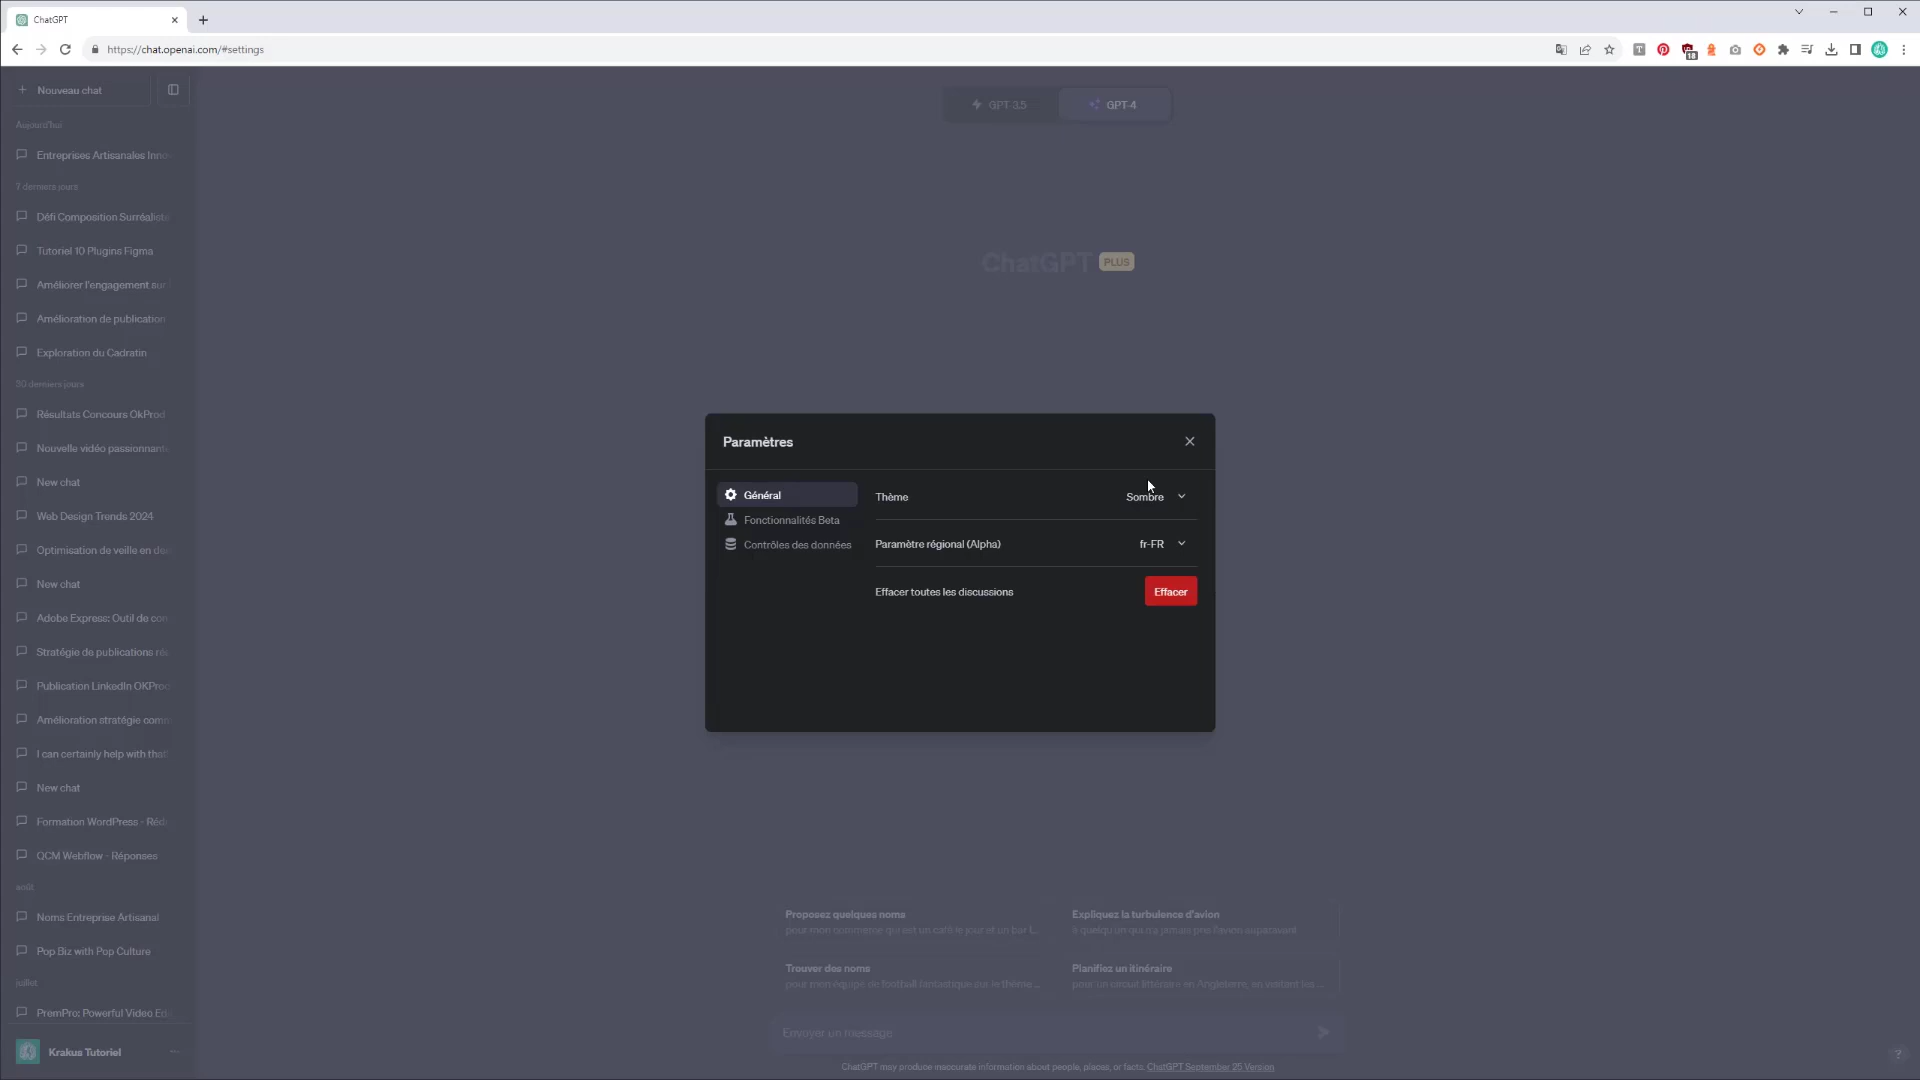 ChatGPT
https://chat.openai.com/#settings
18
Nouveau chat
GPT-3.5
GPT-4
Aujourd'hui
Entreprises Artisanales Innov
7 derniers jours
Défi Composition Surréaliste
Tutoriel 10 Plugins Figma
Améliorer l'engagement sur
Amélioration de publication
Exploration du Cadratin
30 derniers jours
Résultats Concours OkProd
Nouvelle vidéo passionnante
New chat
Web Design Trends 2024
Optimisation de veille en de
New chat
Adobe Express: Outil de con
Stratégie de publications ré
Publication LinkedIn OKProd
Amélioration stratégie com
I can certainly help with that!
New chat
Formation WordPress - Réd
QCM Webflow - Réponses
août
Noms Entreprise Artisanal
Pop Biz with Pop Culture
juillet
PremPro: Powerful Video Ed
Krakus Tutoriel
ChatGPT PLUS
Paramètres
Général
Fonctionnalités Beta
Contrôles des données
Thème
Sombre
Paramètre régional (Alpha)
fr-FR
Effacer toutes les discussions
Effacer
Proposez quelques noms
pour mon commerce qui est un café le jour et un bar l...
Expliquez la turbulence d'avion
à quelqu'un qui n'a jamais pris l'avion auparavant
Trouver des noms
pour mon équipe de football fantastique sur le thème...
Planifiez un itinéraire
pour un circuit littéraire en Angleterre, en visitant les ...
Envoyer un message
ChatGPT may produce inaccurate information about people, places, or facts. ChatGPT September 25 Version
?